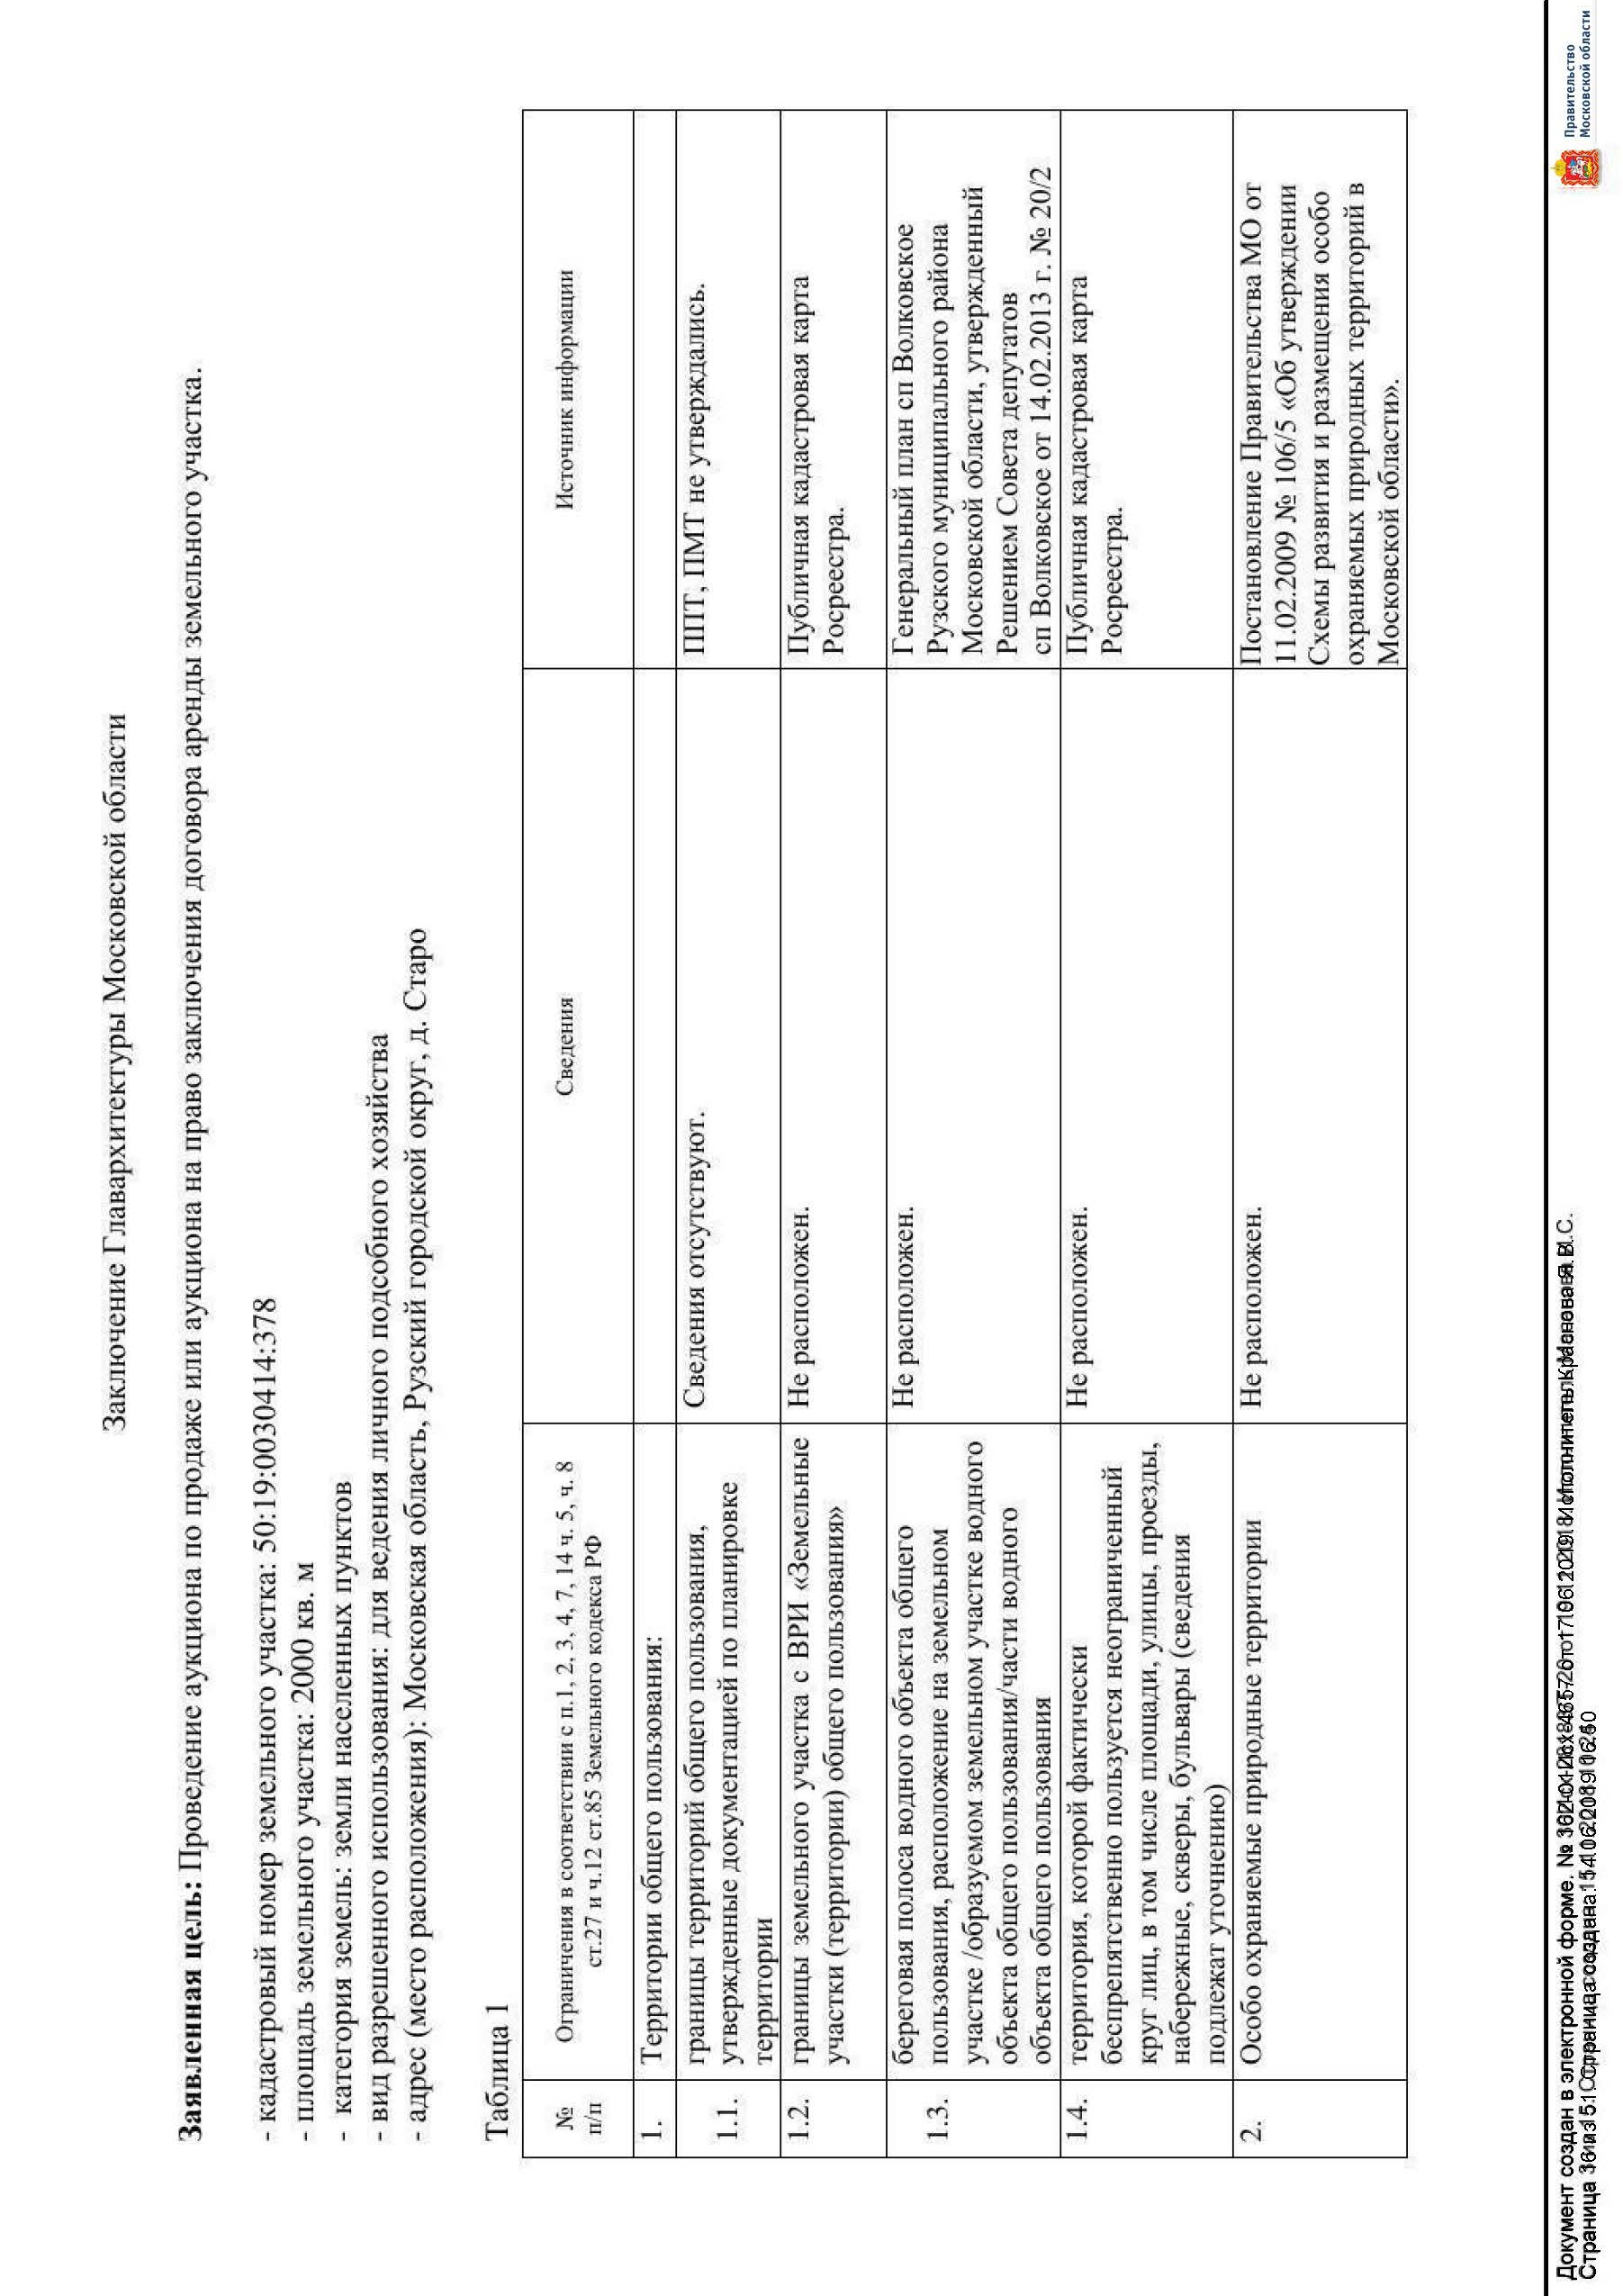 Заключение Главархитектуры Московской области
Заявленная цель: Проведение аукциона по продаже или аукциона на право заключения договора аренды земельного участка.
- кадастровый номер земельного участка: 50:19:0030414:378
- площадь земельного участка: 2000 кв. м
- категория земель: земли населенных пунктов
- вид разрешенного использования: для ведения личного подсобного хозяйства
- адрес (место расположения): Московская область, Рузский городской округ, д. Старо
Таблица 1
№
п/п
Ограничения в соответствии с п.1, 2, 3, 4, 7, 14 ч. 5, ч. 8
ст.27 и ч.12 ст.85 Земельного кодекса РФ
Сведения
Источник информации
1.
Территории общего пользования:
1.1.
границы территорий общего пользования,
утвержденные документацией по планировке
территории
Сведения отсутствуют.
ППТ, ПМТ не утверждались.
1.2.
границы земельного участка с ВРИ «Земельные
участки (территории) общего пользования»
Не расположен.
Публичная кадастровая карта
Росреестра.
1.3.
береговая полоса водного объекта общего
пользования, расположение на земельном
участке /образуемом земельном участке водного
объекта общего пользования/части водного
объекта общего пользования
Не расположен.
Генеральный план сп Волковское
Рузского муниципального района
Московской области, утвержденный
Решением Совета депутатов
сп Волковское от 14.02.2013 г. № 20/2
1.4.
территория, которой фактически
беспрепятственно пользуется неограниченный
круг лиц, в том числе площади, улицы, проезды,
набережные, скверы, бульвары (сведения
подлежат уточнению)
Не расположен.
Публичная кадастровая карта
Росреестра.
2.
Особо охраняемые природные территории
Не расположен.
Постановление Правительства МО от
11.02.2009 № 106/5 «Об утверждении
Схемы развития и размещения особо
охраняемых природных территорий в
Московской области».
Документ создан в электронной форме. №
Страница
Правительство
Московской области